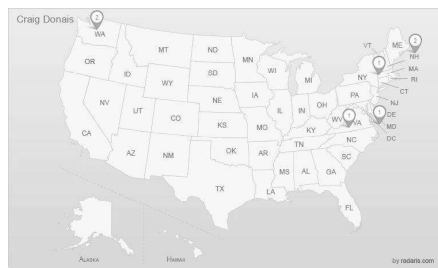 Craig Donais
2
WA
2
VT
ME
MT
ND
MN
NH
OR
1
MA
ID
SD
WI
NY
RI
WY
MI
CT
IA
PA
NJ
NV
NE
OH
DE
UT
IL
IN
WV
VA
MD
CO
KS
MO
KY
DC
CA
NC
TN
OK
AZ
NM
AR
SC
MS
AL
GA
TX
LA
FL
ALASKA
HAWAII
by radaris.com